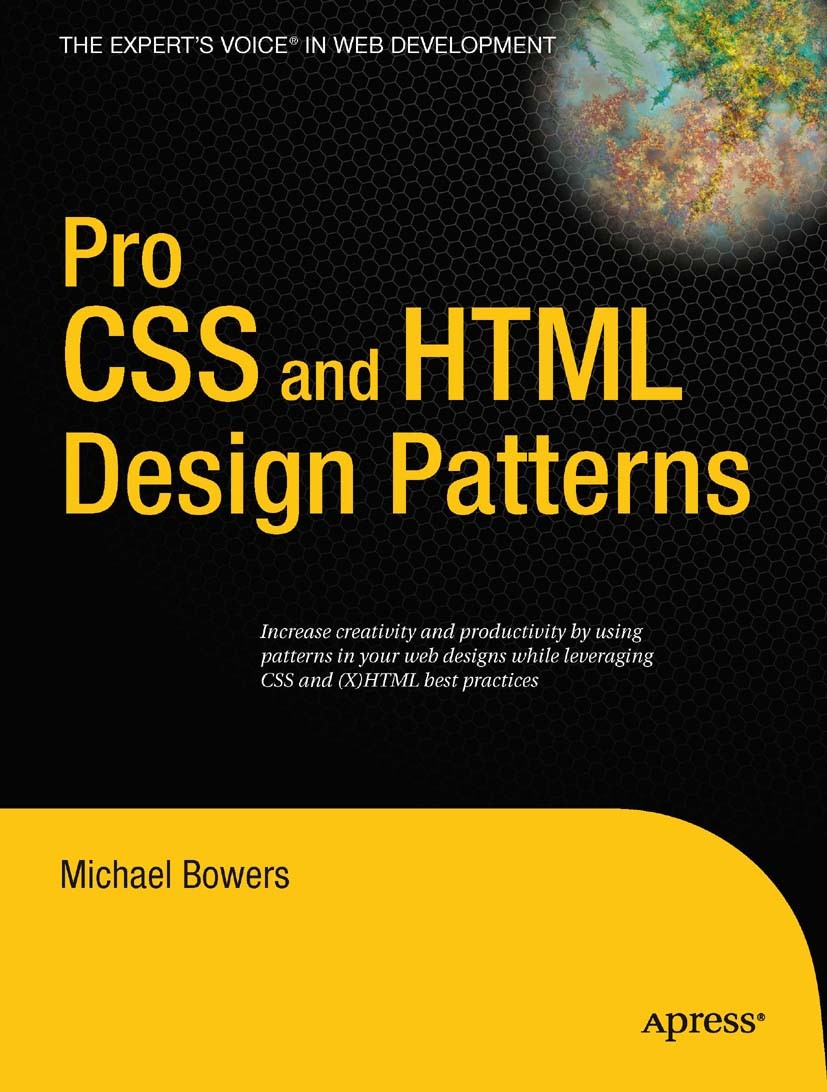 THE EXPERT'S VOICE® IN WEB DEVELOPMENT
Pro
CSS and HTML
Design Patterns
Increase creativity and productivity by using
patterns in your web designs while leveraging
CSS and (X)HTML best practices
Michael Bowers
Apress®